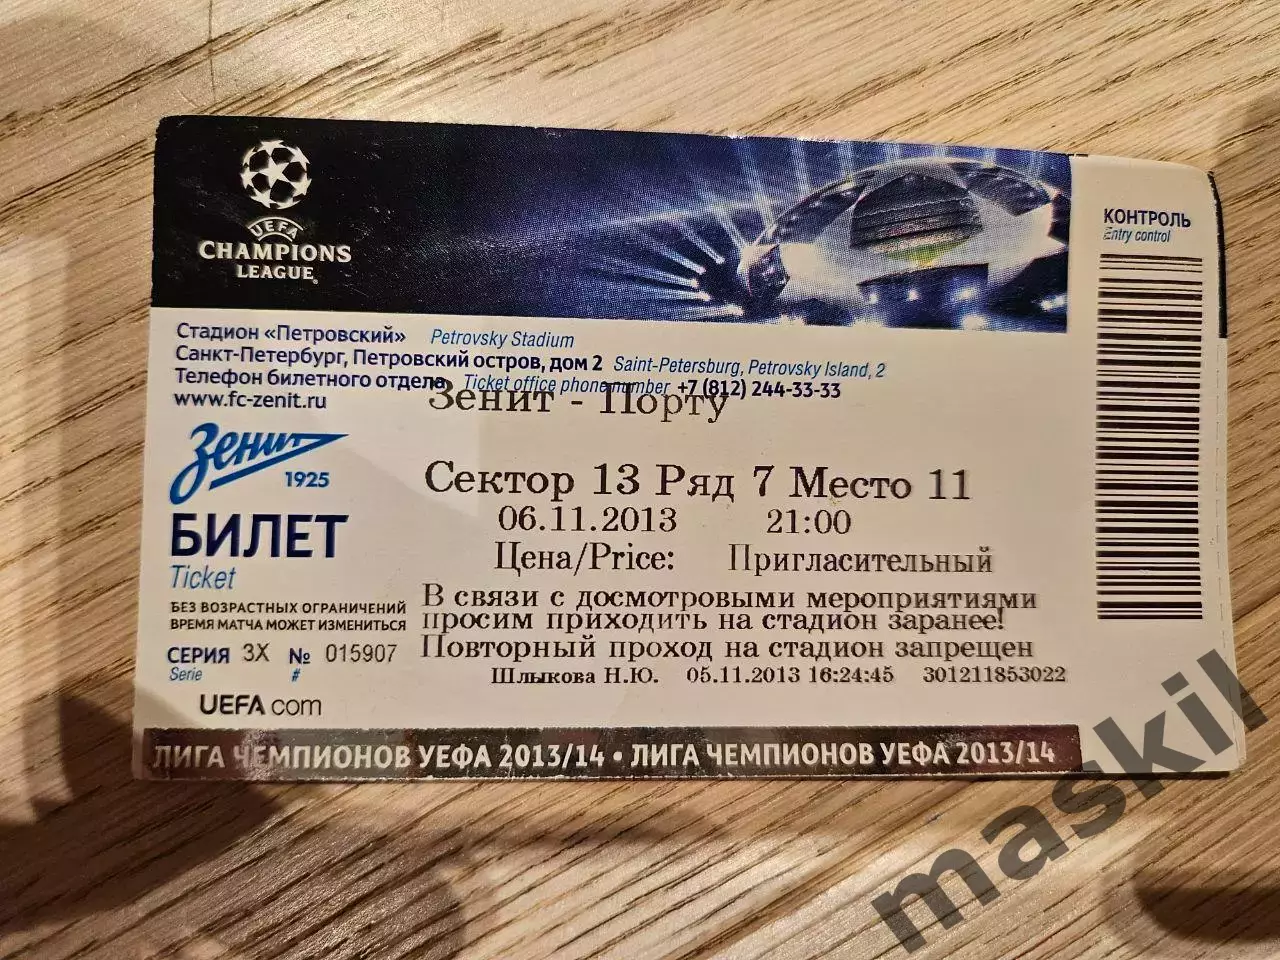 UEFA
CHAMPIONS
LEAGUE
КОНТРОЛЬ
Entry control
Стадион «Петровский» Petrovsky Stadium
Санкт-Петербург, Петровский остров, дом 2 Saint-Petersburg, Petrovsky Island, 2
Телефон билетного отдела Ticket office phone number +7 (812) 244-33-33
www.fc-zenit.ru
Зенит - Порту
Зенит
1925
Сектор 13 Ряд 7 Место 11
06.11.2013 21:00
БИЛЕТ
Ticket
Цена/Price: Пригласительный
БЕЗ ВОЗРАСТНЫХ ОГРАНИЧЕНИЙ
ВРЕМЯ МАТЧА МОЖЕТ ИЗМЕНИТЬСЯ
В связи с досмотровыми мероприятиями
просим приходить на стадион заранее!
Повторный проход на стадион запрещен
СЕРИЯ 3X № 015907
Serie #
Шлыкова Н.Ю. 05.11.2013 16:24:45 301211853022
UEFA.com
ЛИГА ЧЕМПИОНОВ УЕФА 2013/14 • ЛИГА ЧЕМПИОНОВ УЕФА 2013/14
maskil